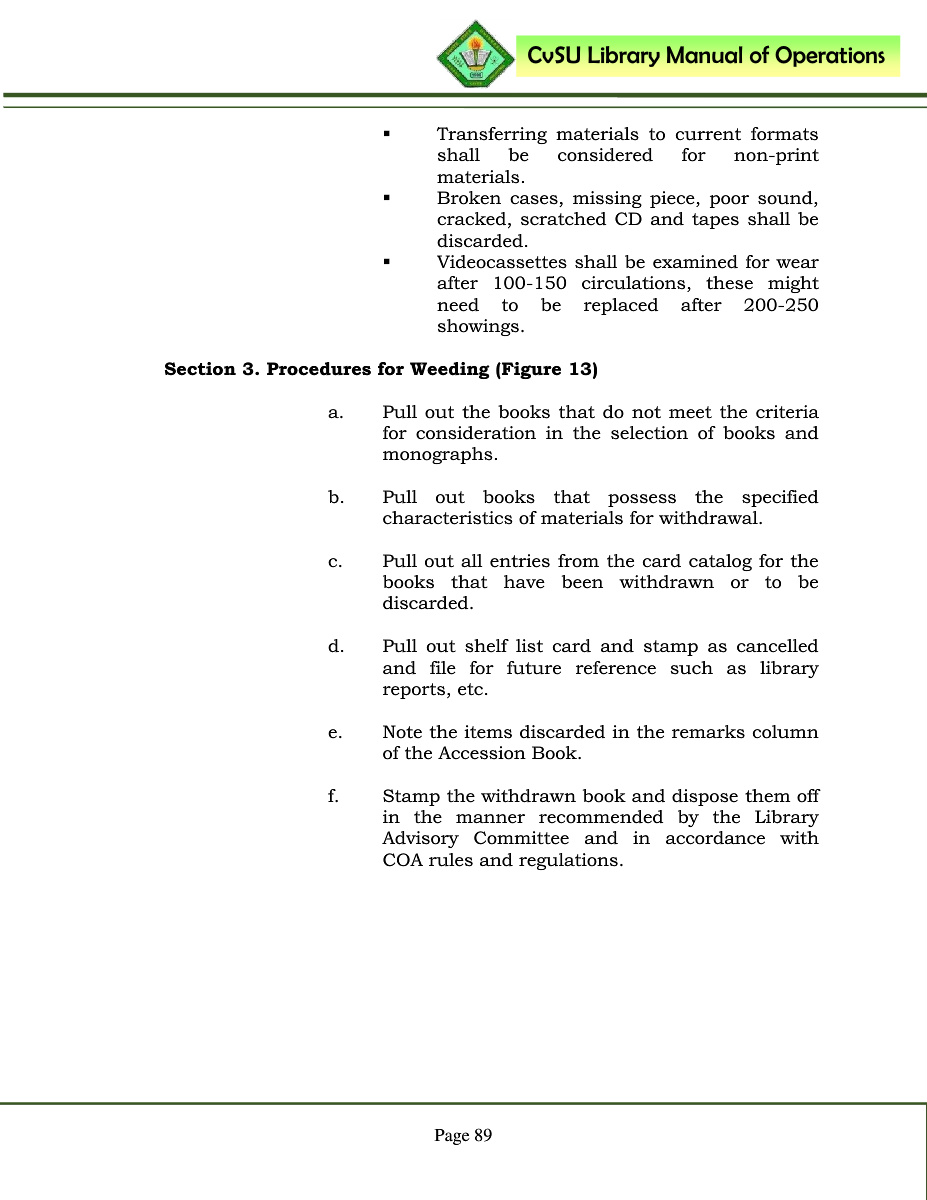 CvSU Library Manual of Operations
▪ Transferring materials to current formats
shall be considered for non-print
materials.
▪ Broken cases, missing piece, poor sound,
cracked, scratched CD and tapes shall be
discarded.
▪ Videocassettes shall be examined for wear
after 100-150 circulations, these might
need to be replaced after 200-250
showings.
Section 3. Procedures for Weeding (Figure 13)
a. Pull out the books that do not meet the criteria
for consideration in the selection of books and
monographs.
b. Pull out books that possess the specified
characteristics of materials for withdrawal.
c. Pull out all entries from the card catalog for the
books that have been withdrawn or to be
discarded.
d. Pull out shelf list card and stamp as cancelled
and file for future reference such as library
reports, etc.
e. Note the items discarded in the remarks column
of the Accession Book.
f. Stamp the withdrawn book and dispose them off
in the manner recommended by the Library
Advisory Committee and in accordance with
COA rules and regulations.
Page 89